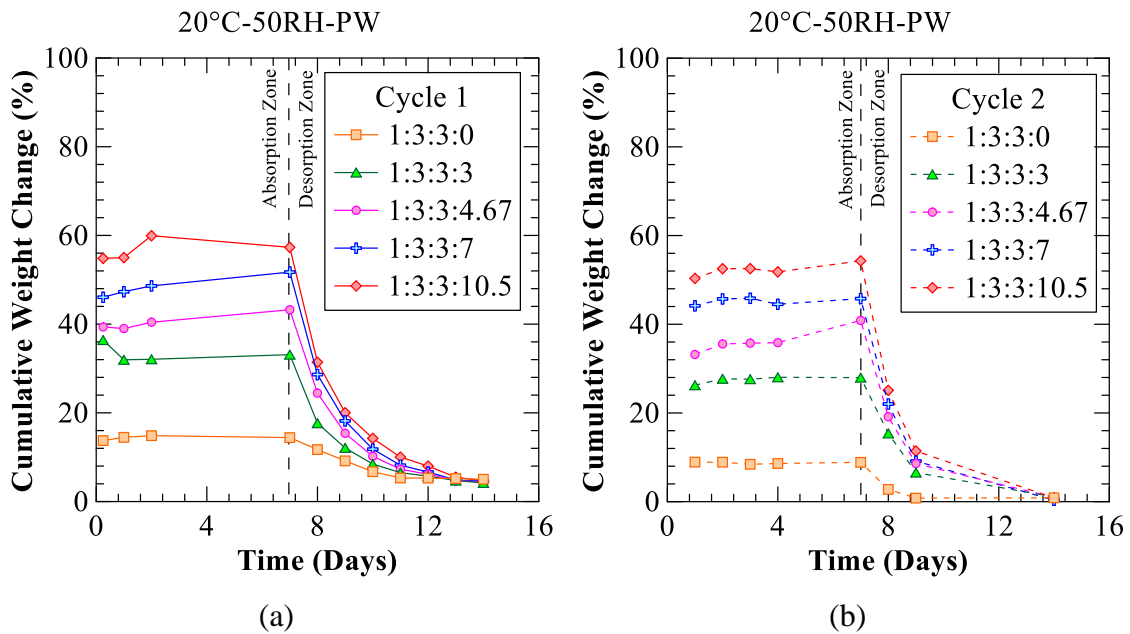 20°C-50RH-PW
Cumulative Weight Change (%)
100
80
60
40
20
0
Absorption Zone
Desorption Zone
Cycle 1
1:3:3:0
1:3:3:3
1:3:3:4.67
1:3:3:7
1:3:3:10.5
0
4
8
12
16
Time (Days)
(a)
20°C-50RH-PW
Cumulative Weight Change (%)
100
80
60
40
20
0
Absorption Zone
Desorption Zone
Cycle 2
1:3:3:0
1:3:3:3
1:3:3:4.67
1:3:3:7
1:3:3:10.5
0
4
8
12
16
Time (Days)
(b)